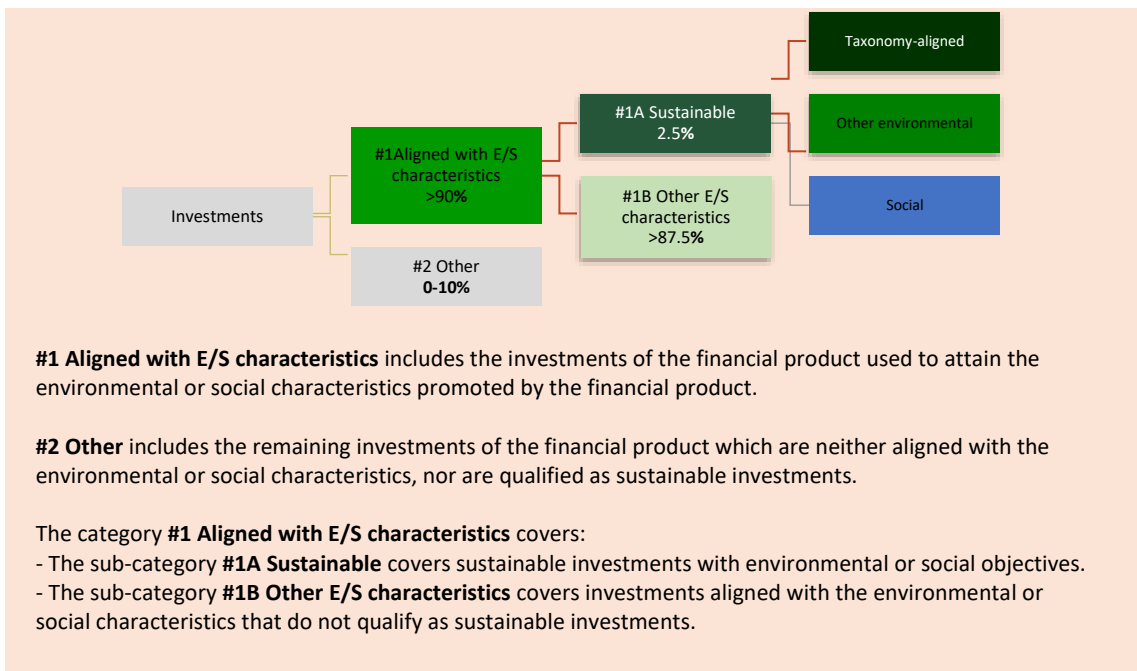 Taxonomy-aligned
#1A Sustainable
2.5%
Other environmental
#1Aligned with E/S
characteristics
>90%
Investments
#1B Other E/S
characteristics
>87.5%
Social
#2 Other
0-10%
#1 Aligned with E/S characteristics includes the investments of the financial product used to attain the
environmental or social characteristics promoted by the financial product.
#2 Other includes the remaining investments of the financial product which are neither aligned with the
environmental or social characteristics, nor are qualified as sustainable investments.
The category #1 Aligned with E/S characteristics covers:
- The sub-category #1A Sustainable covers sustainable investments with environmental or social objectives.
- The sub-category #1B Other E/S characteristics covers investments aligned with the environmental or
social characteristics that do not qualify as sustainable investments.